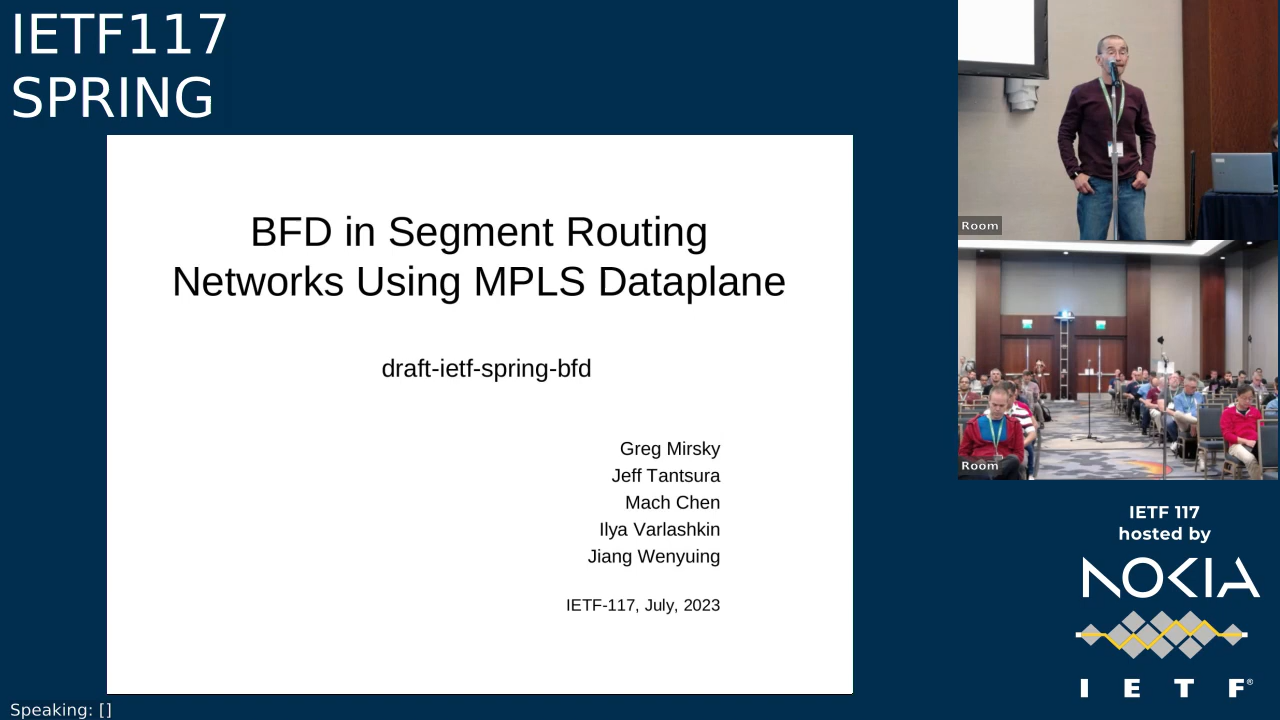 IETF117
SPRING
BFD in Segment Routing
Networks Using MPLS Dataplane
draft-ietf-spring-bfd
Greg Mirsky
Jeff Tantsura
Mach Chen
Ilya Varlashkin
Jiang Wenyuing
IETF-117, July, 2023
Room
Room
IETF 117
hosted by
NOKIA
I E T F®
Speaking: []